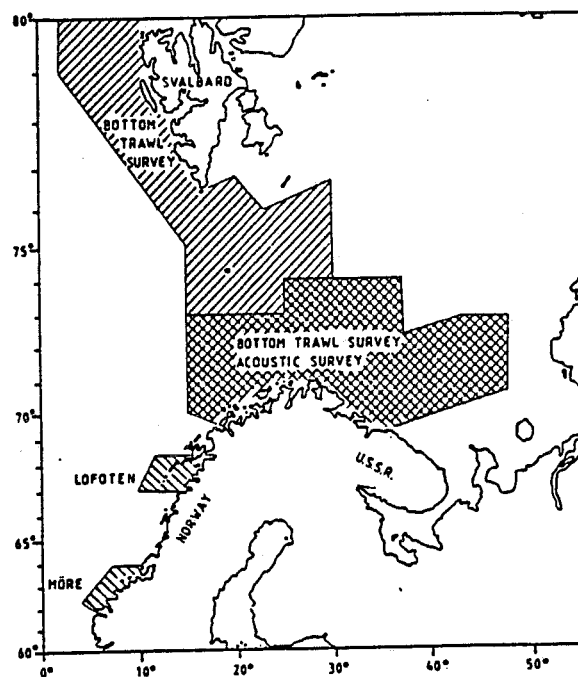 80°
SVALBARD
BOTTOM
TRAWL
SURVEY
75°
BOTTOM TRAWL SURVEY
ACOUSTIC SURVEY
70°
LOFOTEN
U.S.S.R.
NORWAY
65°
MÖRE
60°
0° 10° 20° 30° 40° 50°